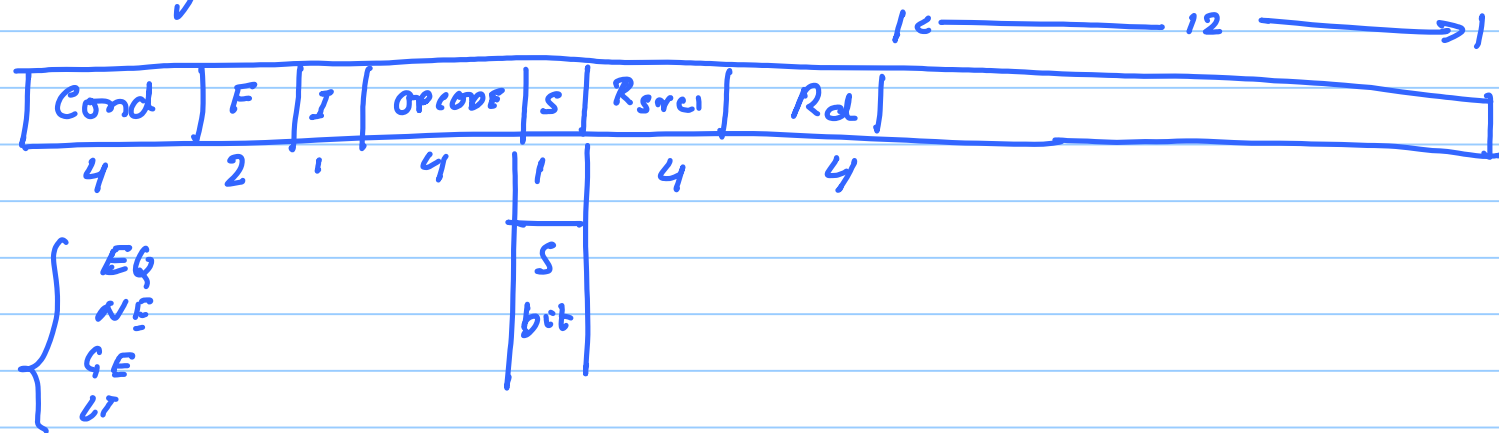 12
Cond F I OPCODE S Rsrc1 Rd
4 2 1 4 1 4 4
EQ S
NE bit
GE
LT